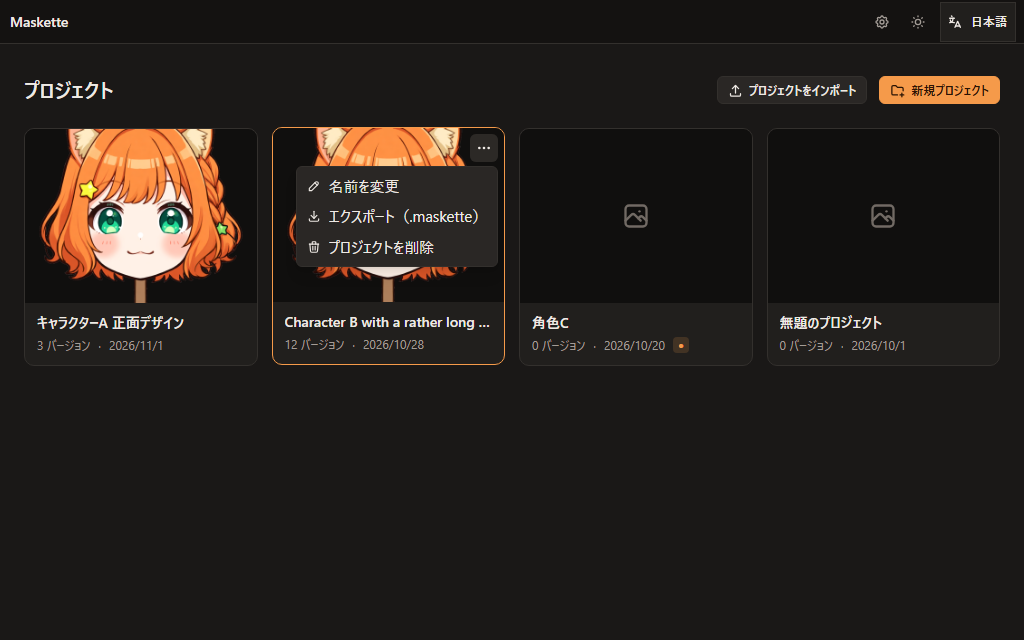 Maskette
日本語
プロジェクト
プロジェクトをインポート
新規プロジェクト
名前を変更
エクスポート（.maskette）
プロジェクトを削除
キャラクターA 正面デザイン
3 バージョン · 2026/11/1
Character B with a rather long ...
12 バージョン · 2026/10/28
角色C
0 バージョン · 2026/10/20
無題のプロジェクト
0 バージョン · 2026/10/1